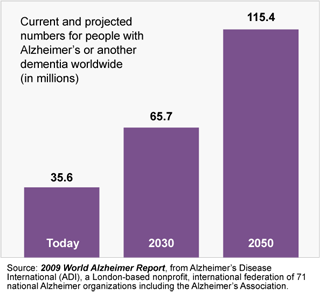 Current and projected
numbers for people with
Alzheimer's or another
dementia worldwide
(in millions)
115.4
65.7
35.6
Today
2030
2050
Source: 2009 World Alzheimer Report, from Alzheimer's Disease
International (ADI), a London-based nonprofit, international federation of 71
national Alzheimer organizations including the Alzheimer's Association.